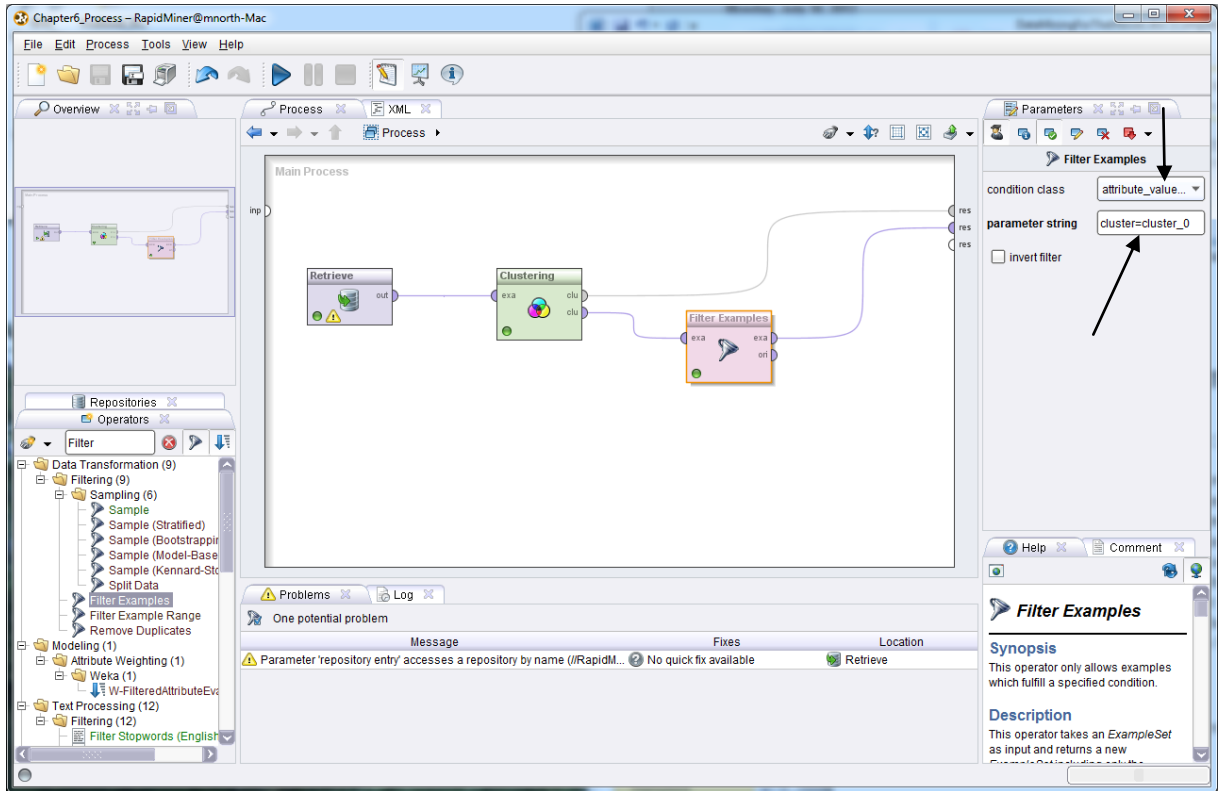 Chapter6_Process – RapidMiner@mnorth-Mac
File Edit Process Tools View Help
Overview
Process
XML
Parameters
Process
Filter Examples
condition class
attribute_value...
parameter string
cluster=cluster_0
invert filter
Main Process
inp
res
res
res
Retrieve
out
Clustering
exa
clu
clu
Filter Examples
exa
exa
ori
Repositories
Operators
Filter
Data Transformation (9)
Filtering (9)
Sampling (6)
Sample
Sample (Stratified)
Sample (Bootstrappin
Sample (Model-Base
Sample (Kennard-Sto
Split Data
Filter Examples
Filter Example Range
Remove Duplicates
Modeling (1)
Attribute Weighting (1)
Weka (1)
W-FilteredAttributeEva
Text Processing (12)
Filtering (12)
Filter Stopwords (English
Problems
Log
One potential problem
Message
Fixes
Location
Parameter 'repository entry' accesses a repository by name (//RapidM...
No quick fix available
Retrieve
Help
Comment
Filter Examples
Synopsis
This operator only allows examples
which fulfill a specified condition.
Description
This operator takes an ExampleSet
as input and returns a new